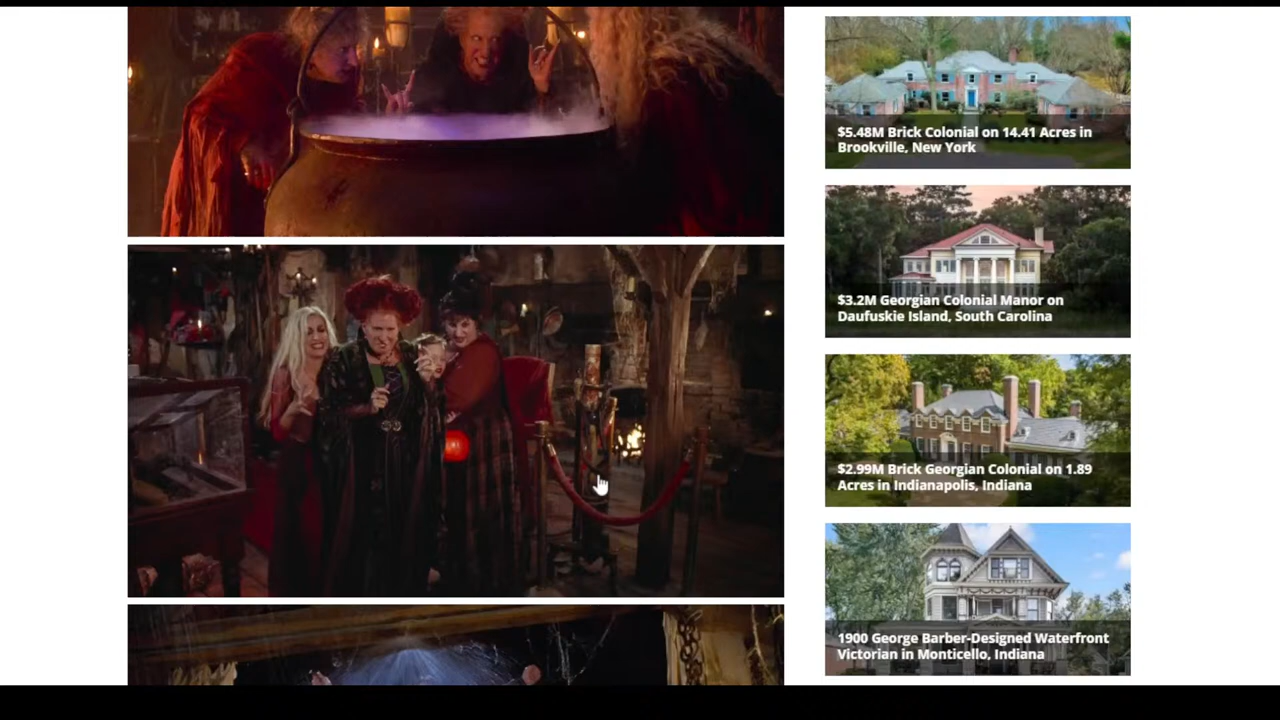 $5.48M Brick Colonial on 14.41 Acres in
Brookville, New York
$3.2M Georgian Colonial Manor on
Daufuskie Island, South Carolina
$2.99M Brick Georgian Colonial on 1.89
Acres in Indianapolis, Indiana
1900 George Barber-Designed Waterfront
Victorian in Monticello, Indiana